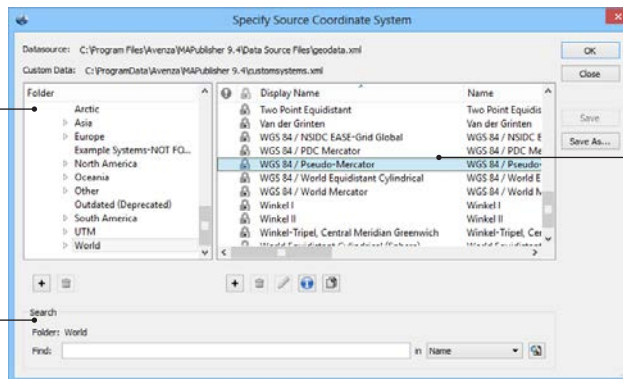 Specify Source Coordinate System
Datasource: C:\Program Files\Avenza\MAPublisher 9.4\Data Source Files\geodata.xml
OK
Custom Data: C:\ProgramData\Avenza\MAPublisher 9.4\customsystems.xml
Close
Folder
Display Name
Name
Arctic
Asia
Europe
Example Systems-NOT FO...
North America
Oceania
Other
Outdated (Deprecated)
South America
UTM
World
Two Point Equidistant
Two Point Equidis
Van der Grinten
Van der Grinten
WGS 84 / NSIDC EASE-Grid Global
WGS 84 / NSIDC E
WGS 84 / PDC Mercator
WGS 84 / PDC Me
WGS 84 / Pseudo-Mercator
WGS 84 / Pseudo-
WGS 84 / World Equidistant Cylindrical
WGS 84 / World E
WGS 84 / World Mercator
WGS 84 / World M
Winkel I
Winkel I
Winkel II
Winkel II
Winkel-Tripel, Central Meridian Greenwich
Winkel-Tripel, Cer
Save
Save As...
Search
Folder: World
Find:
in
Name